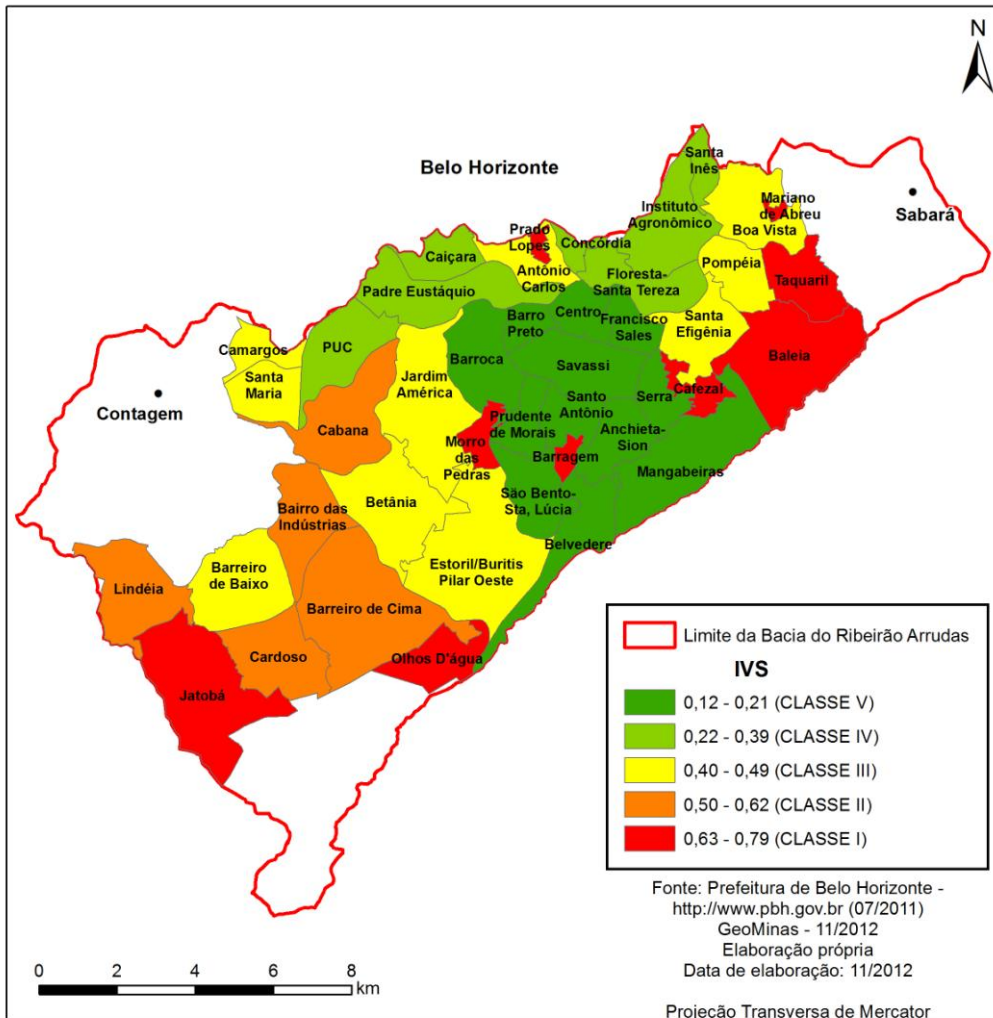 N
Belo Horizonte
Sabará
Contagem
Santa
Inês
Mariano
de Abreu
Boa Vista
Instituto
Agronômico
Prado
Lopes
Concórdia
Caiçara
Antônio
Carlos
Pompéia
Taquaril
Floresta-
Santa Tereza
Padre Eustáquio
Barro
Preto
Centro
Francisco
Sales
Santa
Efigênia
Camargos
PUC
Barroca
Savassi
Baleia
Santa
Maria
Jardim
América
Santo
Antônio
Serra
Cafezal
Cabana
Prudente
de Morais
Anchieta-
Sion
Morro
das
Pedras
Barragem
Mangabeiras
Bairro das
Indústrias
Betânia
São Bento-
Sta, Lúcia
Belvedere
Estoril/Buritis
Pilar Oeste
Barreiro
de Baixo
Lindéia
Barreiro de Cima
Cardoso
Olhos D'água
Jatobá
Limite da Bacia do Ribeirão Arrudas
IVS
0,12 - 0,21 (CLASSE V)
0,22 - 0,39 (CLASSE IV)
0,40 - 0,49 (CLASSE III)
0,50 - 0,62 (CLASSE II)
0,63 - 0,79 (CLASSE I)
Fonte: Prefeitura de Belo Horizonte -
http://www.pbh.gov.br (07/2011)
GeoMinas - 11/2012
Elaboração própria
Data de elaboração: 11/2012
Projeção Transversa de Mercator
0 2 4 6 8
km